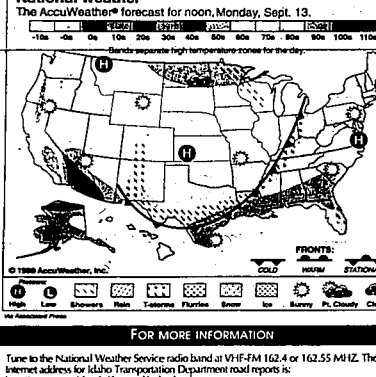 The AccuWeather® forecast for noon, Monday, Sept. 13.
-10s -0s 0s 10s 20s 30s 40s 50s 60s 70s 80s 90s 100s 110s
Bands separate high temperature zones for the day.
H
H
H
FRONTS:
COLD WARM STATIONARY
© 1999 AccuWeather, Inc.
Pressure:
H L
High Low Showers Rain T-storms Flurries Snow Ice Sunny Pt. Cloudy
Via Associated Press
FOR MORE INFORMATION
Tune to the National Weather Service radio band at VHF-FM 162.4 or 162.55 MHZ. The
Internet address for Idaho Transportation Department road reports is: